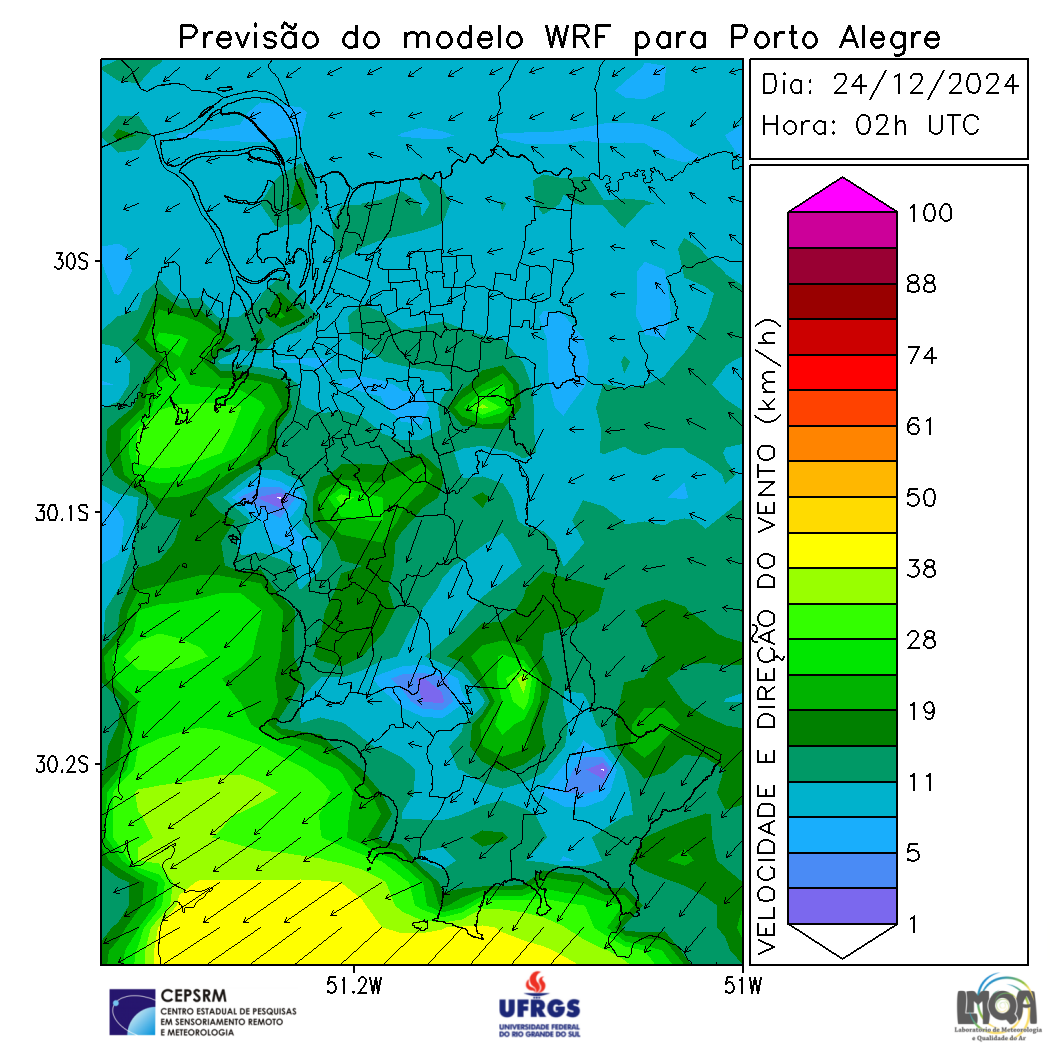 Previsão do modelo WRF para Porto Alegre
Dia: 24/12/2024
Hora: 02h UTC
30S
30.1S
30.2S
51.2W
51W
VELOCIDADE E DIREÇÃO DO VENTO (km/h)
100
88
74
61
50
38
28
19
11
5
1
CEPSRM
CENTRO ESTADUAL DE PESQUISAS
EM SENSORIAMENTO REMOTO
E METEOROLOGIA
UFRGS
UNIVERSIDADE FEDERAL
DO RIO GRANDE DO SUL
LMQA
Laboratório de Meteorologia
e Qualidade do Ar